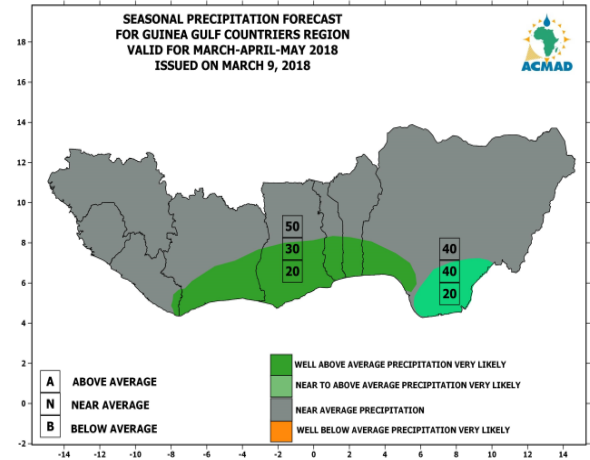 SEASONAL PRECIPITATION FORECAST
FOR GUINEA GULF COUNTRIERS REGION
VALID FOR MARCH-APRIL-MAY 2018
ISSUED ON MARCH 9, 2018
ACMAD
18
16
14
12
10
8
6
4
2
0
-2
50
30
20
40
40
20
A ABOVE AVERAGE
N NEAR AVERAGE
B BELOW AVERAGE
WELL ABOVE AVERAGE PRECIPITATION VERY LIKELY
NEAR TO ABOVE AVERAGE PRECIPITATION VERY LIKELY
NEAR AVERAGE PRECIPITATION
WELL BELOW AVERAGE PRECIPITATION VERY LIKELY
-14 -12 -10 -8 -6 -4 -2 0 2 4 6 8 10 12 14